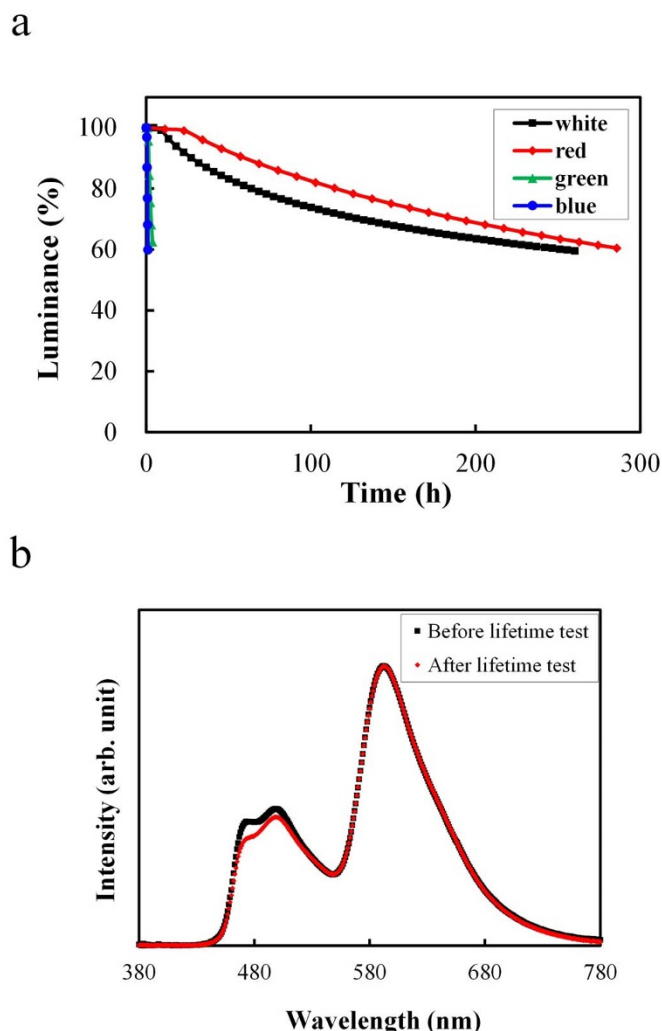 a
100
80
60
40
20
0
Luminance (%)
white
red
green
blue
0
100
200
300
Time (h)
b
Before lifetime test
After lifetime test
Intensity (arb. unit)
380
480
580
680
780
Wavelength (nm)